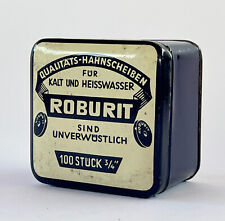 QUALITÄTS-HAHNSCHEIBEN
FÜR
KALT UND HEISSWASSER
ROBURIT
SIND
UNVERWÜSTLICH
100 STÜCK 3/4"